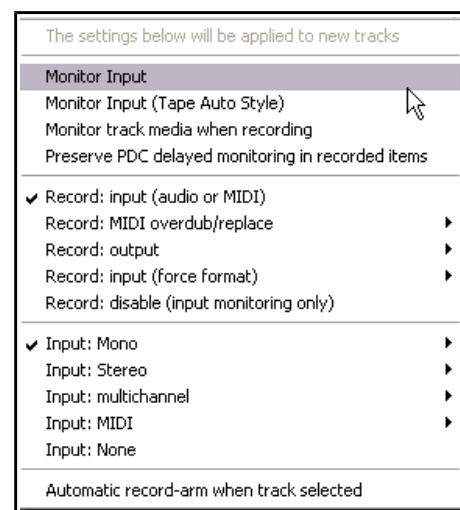 The settings below will be applied to new tracks
Monitor Input
Monitor Input (Tape Auto Style)
Monitor track media when recording
Preserve PDC delayed monitoring in recorded items
Record: input (audio or MIDI)
Record: MIDI overdub/replace
Record: output
Record: input (force format)
Record: disable (input monitoring only)
Input: Mono
Input: Stereo
Input: multichannel
Input: MIDI
Input: None
Automatic record-arm when track selected